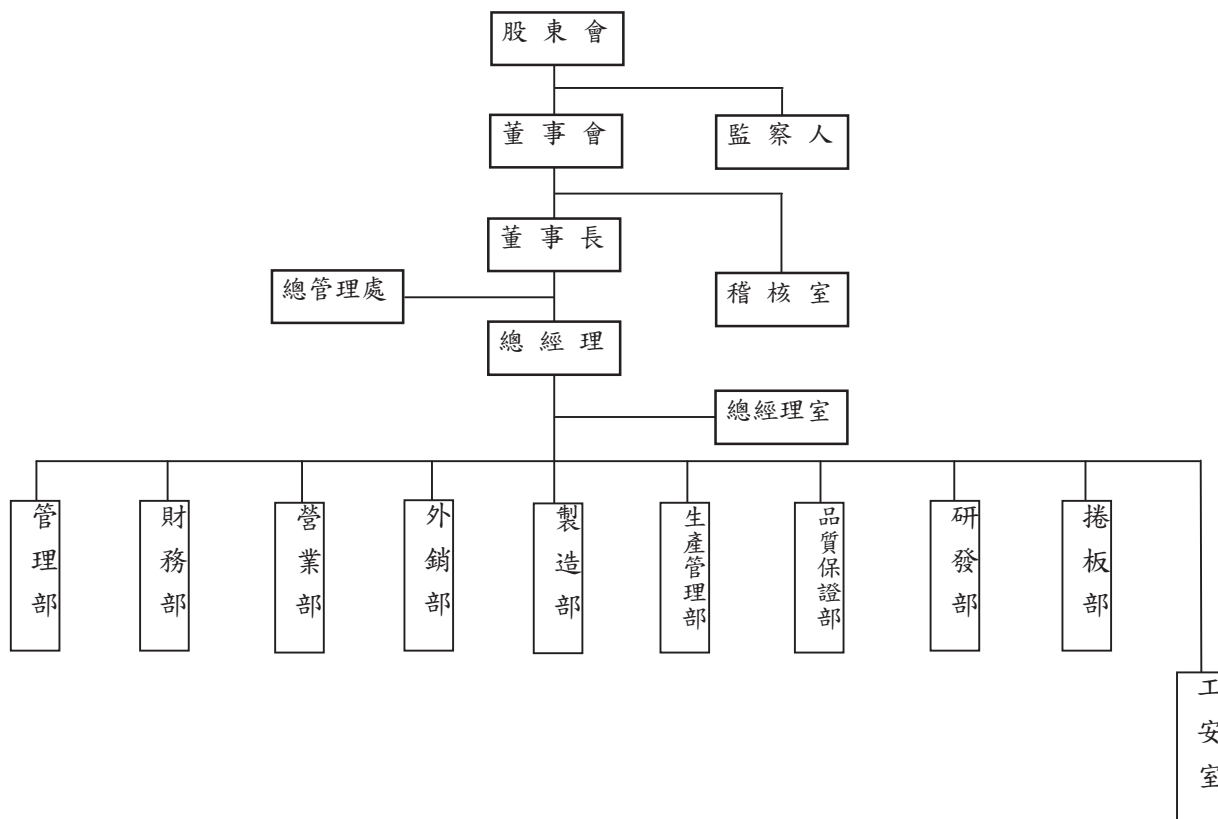 股東會
董事會
監察人
董事長
總管理處
稽核室
總經理
總經理室
管理部
財務部
營業部
外銷部
製造部
生產管理部
品質保證部
研發部
捲板部
工安室